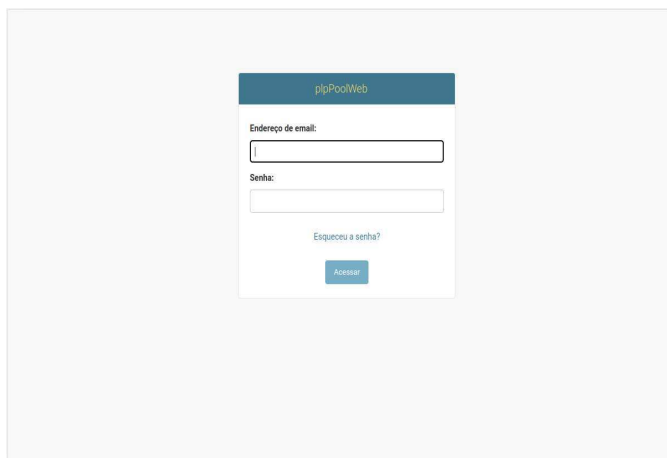 plpPoolWeb
Endereço de email:
Senha:
Esqueceu a senha?
Acessar